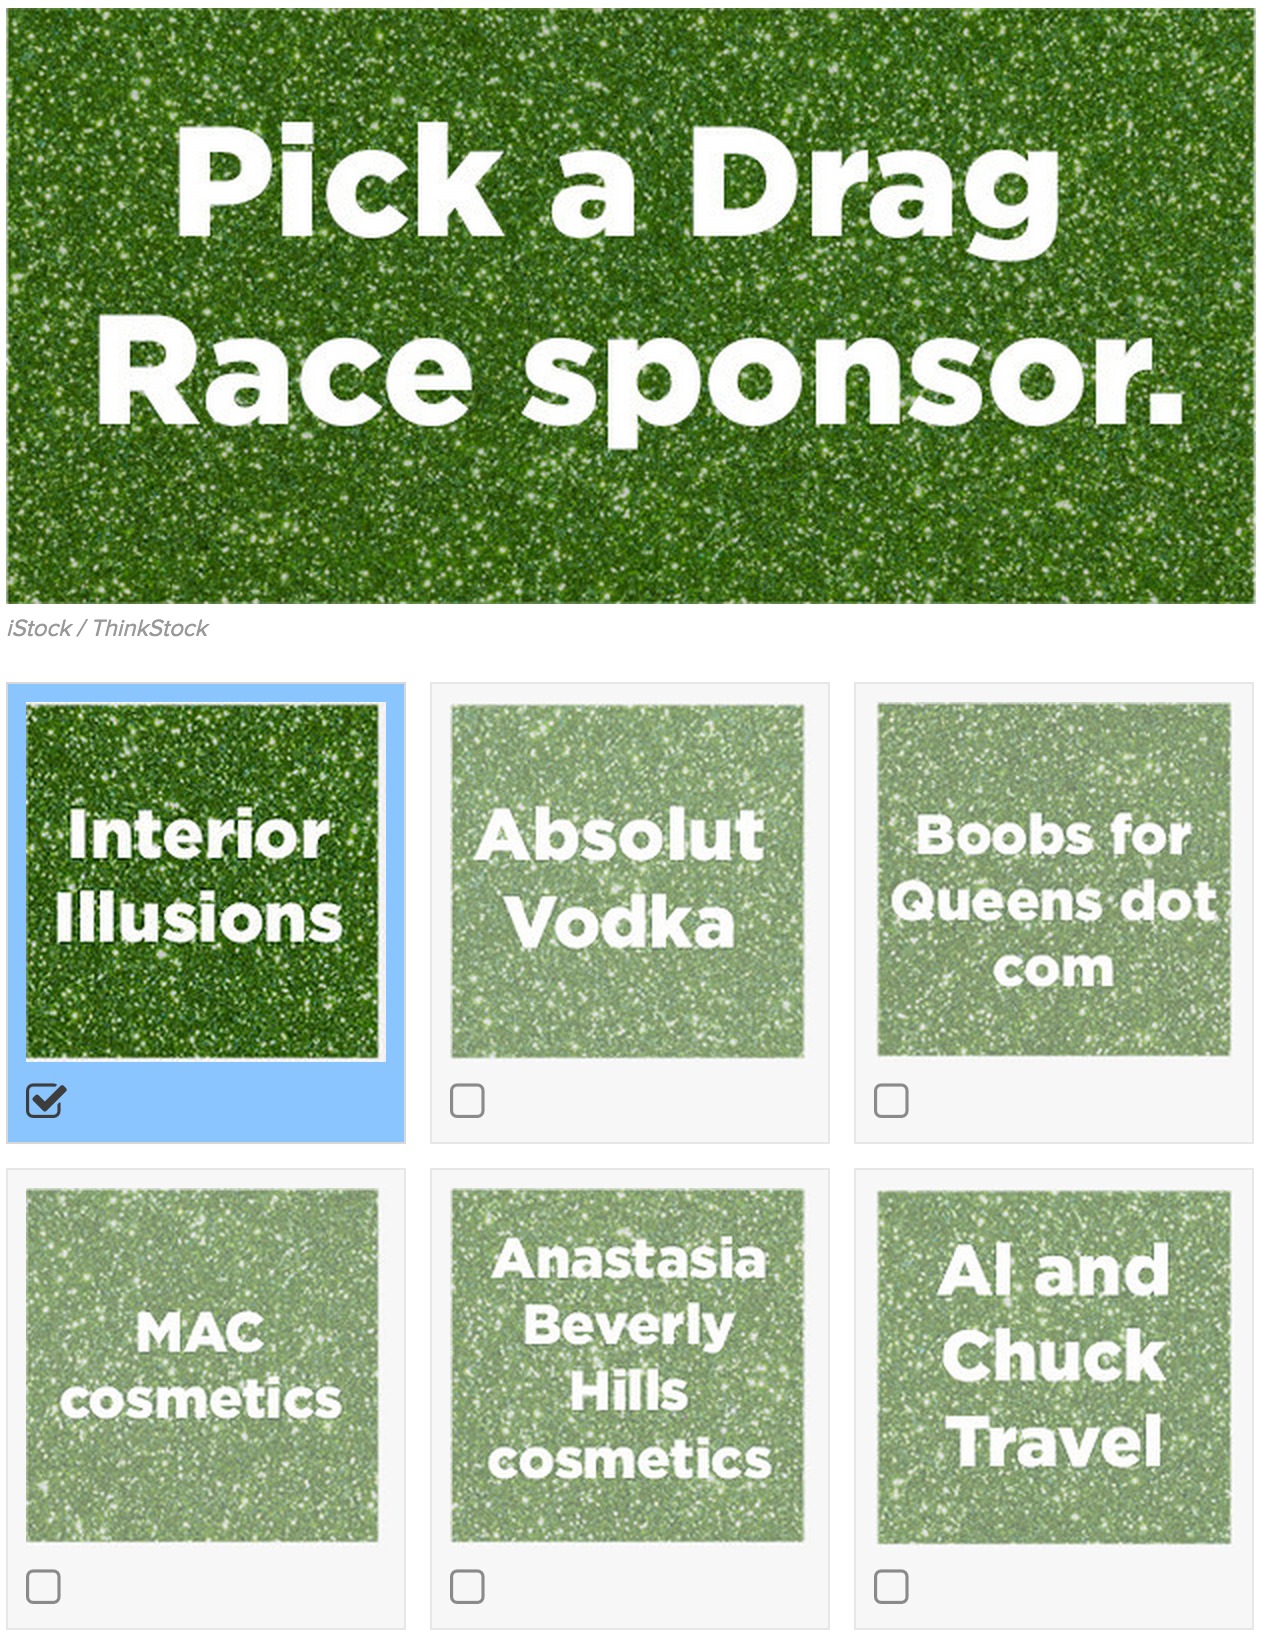 Pick a Drag
Race sponsor.
iStock / ThinkStock
Interior
Illusions
Absolut
Vodka
Boobs for
Queens dot
com
MAC
cosmetics
Anastasia
Beverly
Hills
cosmetics
Al and
Chuck
Travel